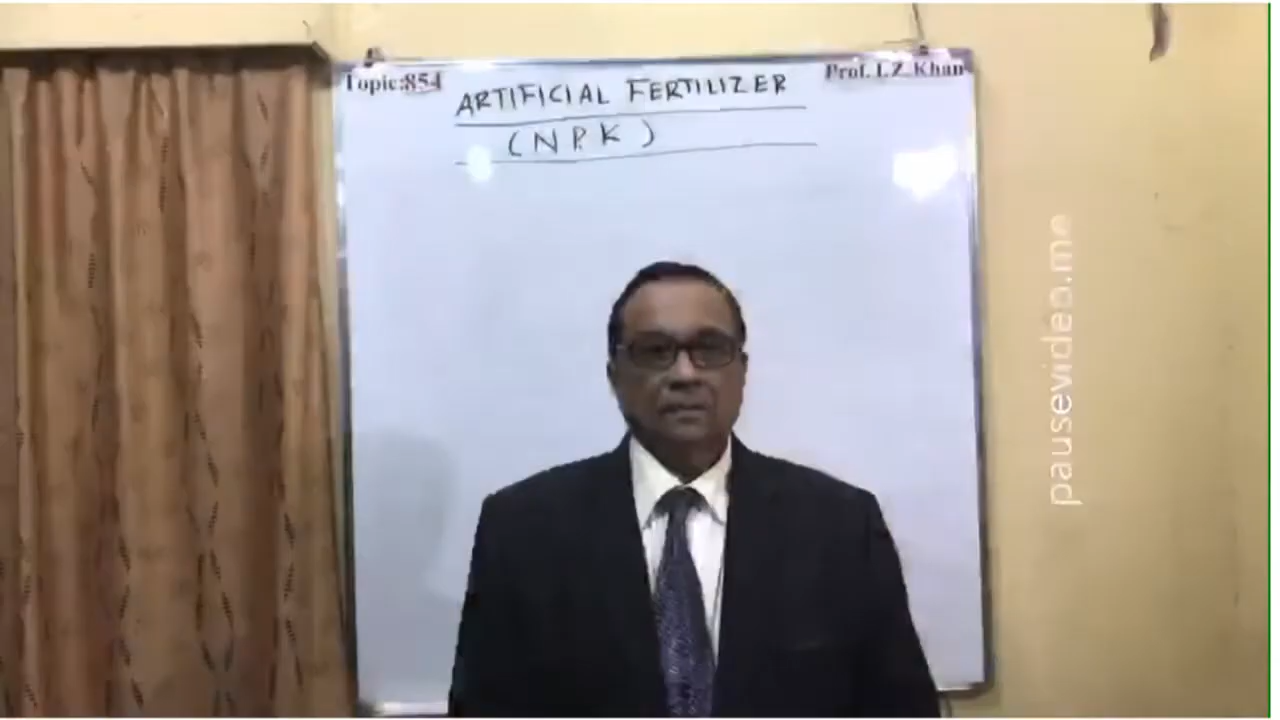 Topic:854
Prof. I.Z.Khan
ARTIFICIAL FERTILIZER
(N P. K )
pausevideo.me